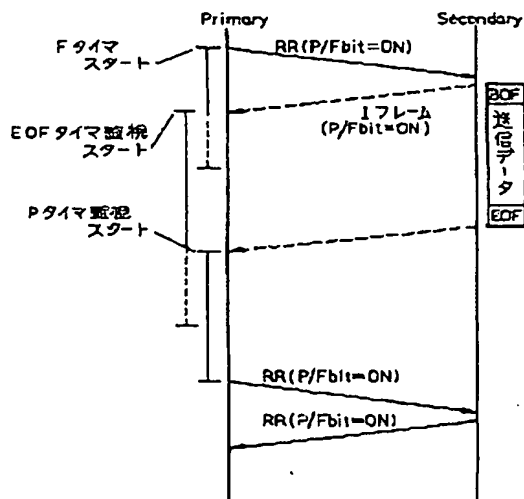 Primary
Secondary
Fタイマ
スタート
RR(P/Fbit=ON)
BOF
Iフレーム
(P/Fbit=ON)
EOFタイマ監視
スタート
送信データ
EOF
Pタイマ監視
スタート
RR(P/Fbit=ON)
RR(P/Fbit=ON)